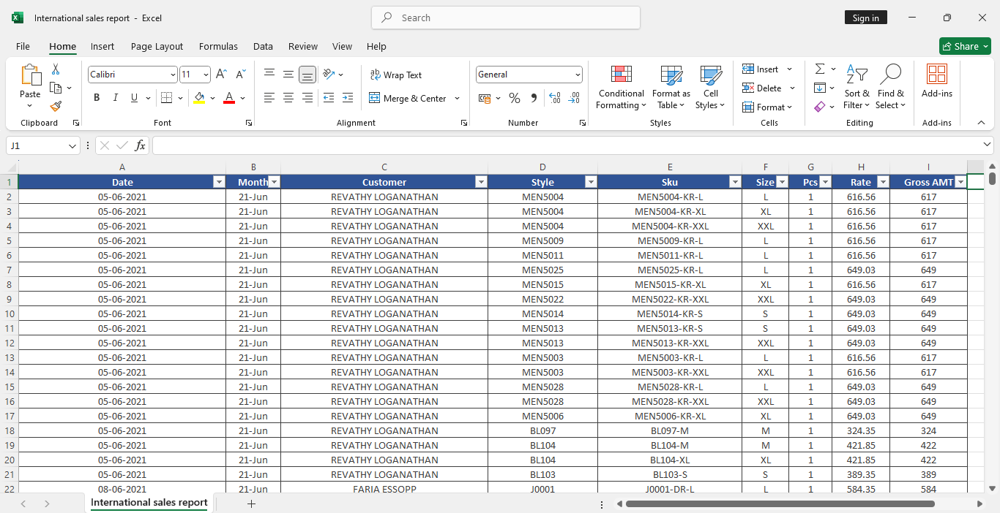 International sales report - Excel
Search
Sign in
File Home Insert Page Layout Formulas Data Review View Help
Share
Calibri 11 Wrap Text General Insert
Paste B I U A Merge & Center % Conditional Formatting Format as Table Cell Styles Delete Format Sort & Filter Find & Select Add-ins
Clipboard Font Alignment Number Styles Cells Editing Add-ins
J1 fx
A B C D E F G H I
1 Date Month Customer Style Sku Size Pcs Rate Gross AMT
2 05-06-2021 21-Jun REVATHY LOGANATHAN MEN5004 MEN5004-KR-L L 1 616.56 617
3 05-06-2021 21-Jun REVATHY LOGANATHAN MEN5004 MEN5004-KR-XL XL 1 616.56 617
4 05-06-2021 21-Jun REVATHY LOGANATHAN MEN5004 MEN5004-KR-XXL XXL 1 616.56 617
5 05-06-2021 21-Jun REVATHY LOGANATHAN MEN5009 MEN5009-KR-L L 1 616.56 617
6 05-06-2021 21-Jun REVATHY LOGANATHAN MEN5011 MEN5011-KR-L L 1 616.56 617
7 05-06-2021 21-Jun REVATHY LOGANATHAN MEN5025 MEN5025-KR-L L 1 649.03 649
8 05-06-2021 21-Jun REVATHY LOGANATHAN MEN5015 MEN5015-KR-XL XL 1 616.56 617
9 05-06-2021 21-Jun REVATHY LOGANATHAN MEN5022 MEN5022-KR-XXL XXL 1 649.03 649
10 05-06-2021 21-Jun REVATHY LOGANATHAN MEN5014 MEN5014-KR-S S 1 649.03 649
11 05-06-2021 21-Jun REVATHY LOGANATHAN MEN5013 MEN5013-KR-S S 1 649.03 649
12 05-06-2021 21-Jun REVATHY LOGANATHAN MEN5013 MEN5013-KR-XXL XXL 1 649.03 649
13 05-06-2021 21-Jun REVATHY LOGANATHAN MEN5003 MEN5003-KR-L L 1 616.56 617
14 05-06-2021 21-Jun REVATHY LOGANATHAN MEN5003 MEN5003-KR-XXL XXL 1 616.56 617
15 05-06-2021 21-Jun REVATHY LOGANATHAN MEN5028 MEN5028-KR-L L 1 649.03 649
16 05-06-2021 21-Jun REVATHY LOGANATHAN MEN5028 MEN5028-KR-XXL XXL 1 649.03 649
17 05-06-2021 21-Jun REVATHY LOGANATHAN MEN5006 MEN5006-KR-XL XL 1 649.03 649
18 05-06-2021 21-Jun REVATHY LOGANATHAN BL097 BL097-M M 1 324.35 324
19 05-06-2021 21-Jun REVATHY LOGANATHAN BL104 BL104-M M 1 421.85 422
20 05-06-2021 21-Jun REVATHY LOGANATHAN BL104 BL104-XL XL 1 421.85 422
21 05-06-2021 21-Jun REVATHY LOGANATHAN BL103 BL103-S S 1 389.35 389
22 08-06-2021 21-Jun FARIA ESSOPP J0001 J0001-DR-L L 1 584.35 584
International sales report